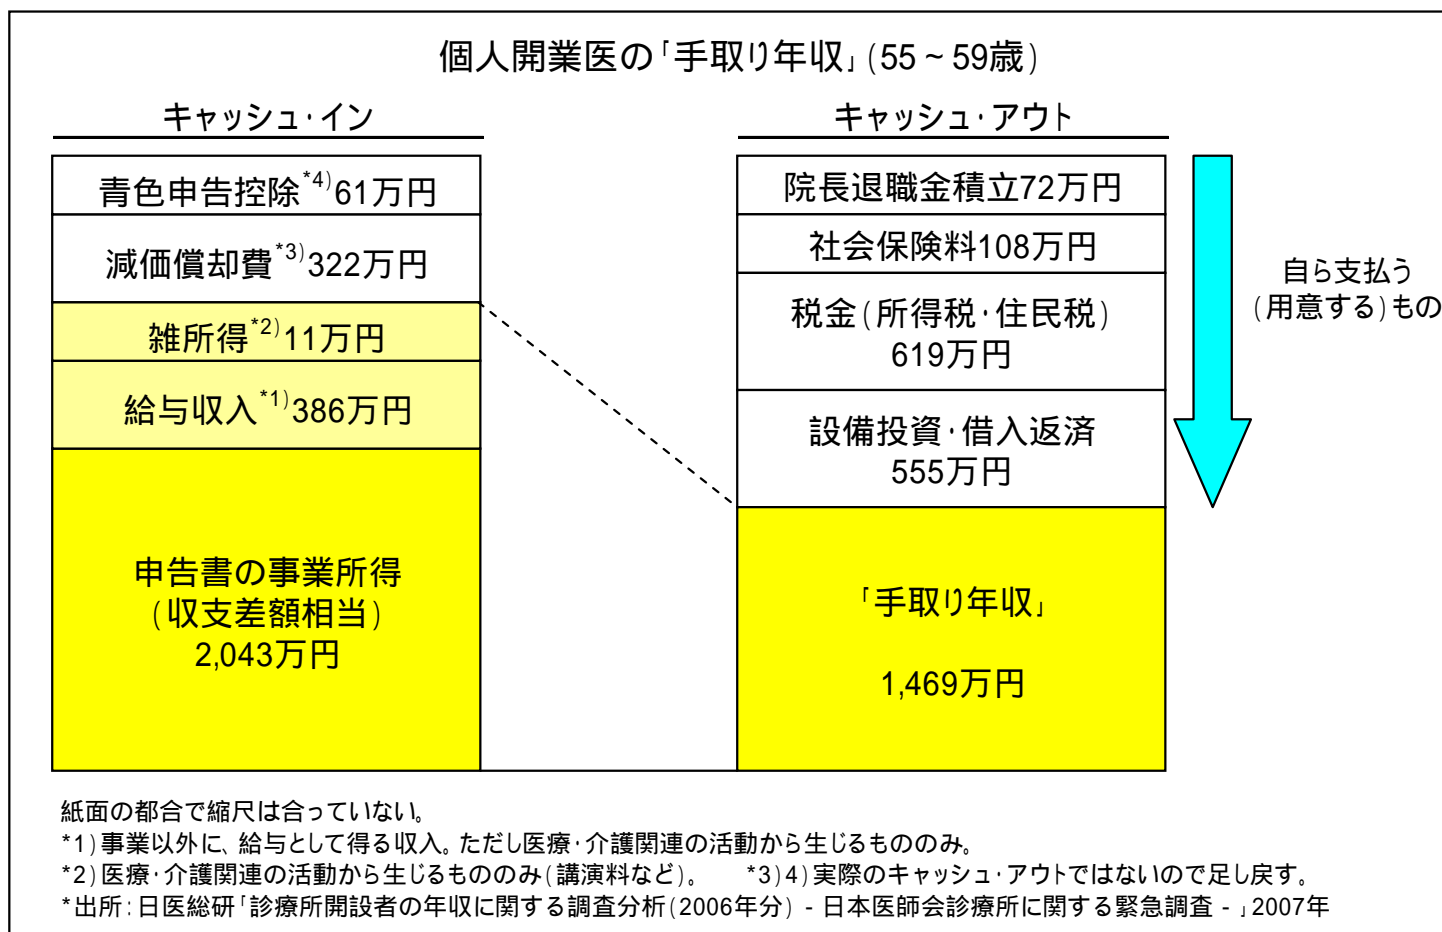 個人開業医の「手取り年収」(55~59歳)
キャッシュ・イン
青色申告控除*4)61万円
減価償却費*3)322万円
雑所得*2)11万円
給与収入*1)386万円
申告書の事業所得
(収支差額相当)
2,043万円
キャッシュ・アウト
院長退職金積立72万円
社会保険料108万円
税金(所得税・住民税)
619万円
設備投資・借入返済
555万円
「手取り年収」
1,469万円
自ら支払う
(用意する)もの
紙面の都合で縮尺は合っていない。
*1)事業以外に、給与として得る収入。ただし医療・介護関連の活動から生じるもののみ。
*2)医療・介護関連の活動から生じるもののみ(講演料など)。 *3)4)実際のキャッシュ・アウトではないので足し戻す。
*出所:日医総研「診療所開設者の年収に関する調査分析(2006年分) - 日本医師会診療所に関する緊急調査 - 」2007年